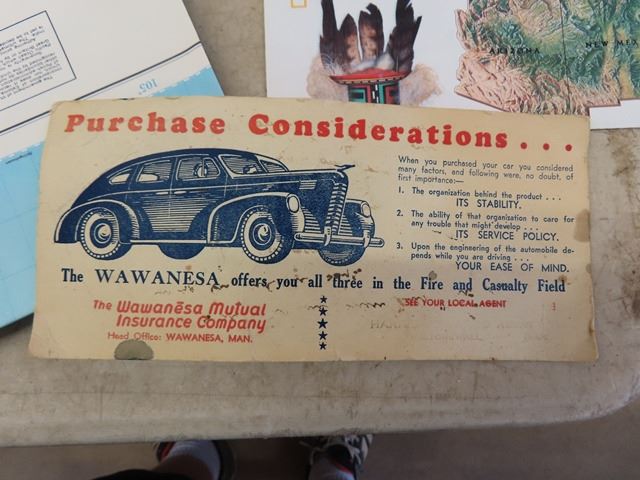 105°
ARIZONA
NEW MEX
Purchase Considerations . . .
When you purchased your car you considered
many factors, and following were, no doubt, of
first importance:—
1. The organization behind the product . . .
ITS STABILITY.
2. The ability of that organization to care for
any trouble that might develop . . .
ITS SERVICE POLICY.
3. Upon the engineering of the automobile de-
pends while you are driving . . .
YOUR EASE OF MIND.
The WAWANESA offers you all three in the Fire and Casualty Field
The Wawanēsa Mutual
Insurance Company
Head Office: WAWANESA, MAN.
SEE YOUR LOCAL AGENT